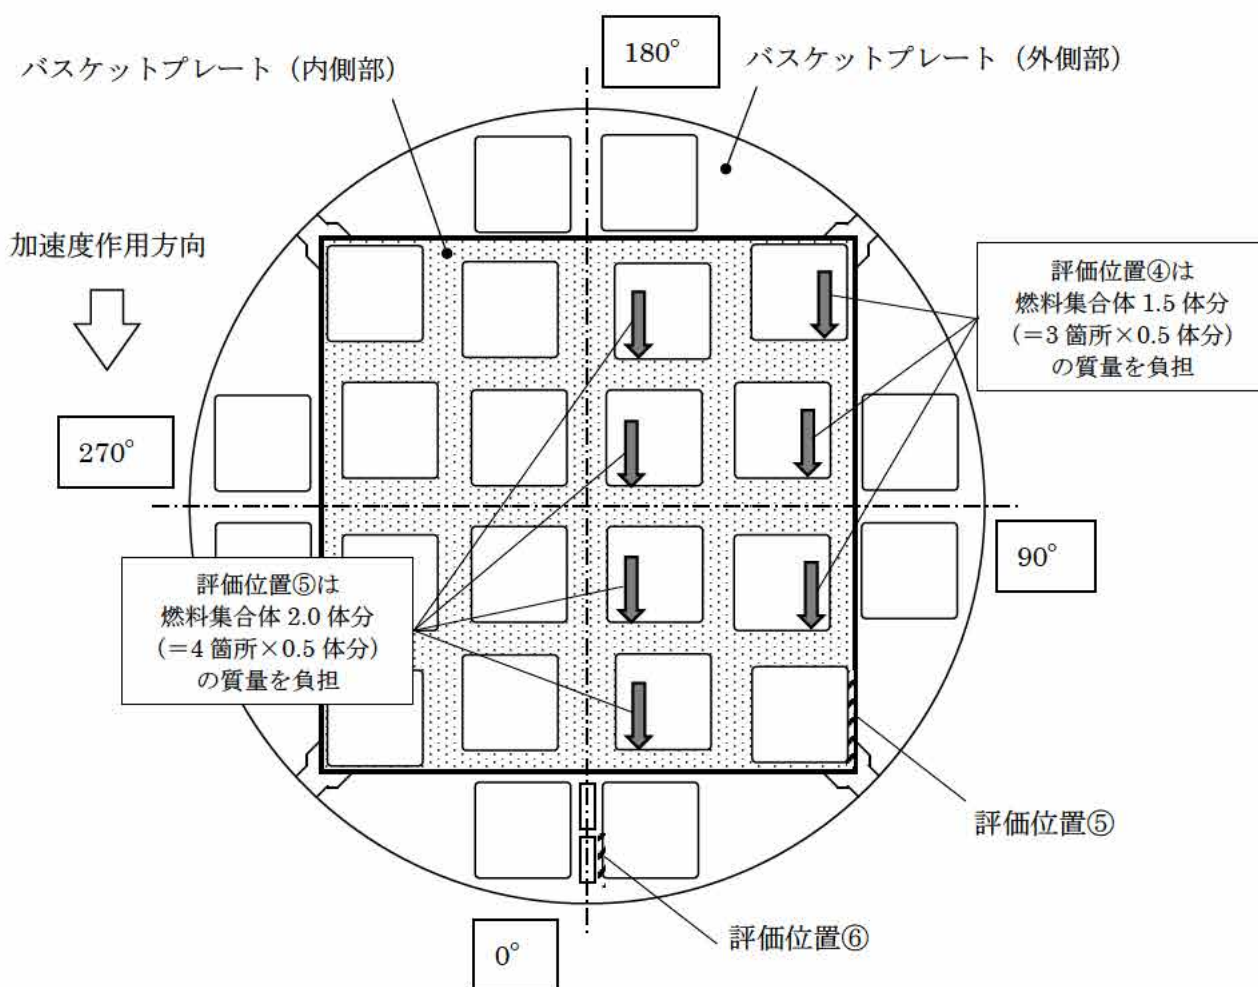 180°
バスケットプレート（内側部）
バスケットプレート（外側部）
加速度作用方向
評価位置④は
燃料集合体 1.5 体分
（＝3 箇所×0.5 体分）
の質量を負担
270°
90°
評価位置⑤は
燃料集合体 2.0 体分
（＝4 箇所×0.5 体分）
の質量を負担
評価位置⑤
評価位置⑥
0°